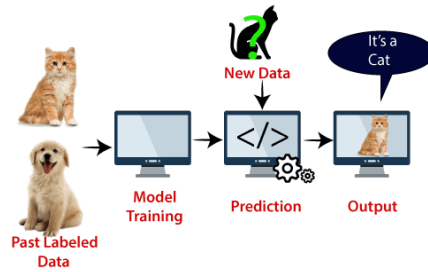 ?
New Data
It's a
Cat
</>
Model
Training
Prediction
Output
Past Labeled
Data